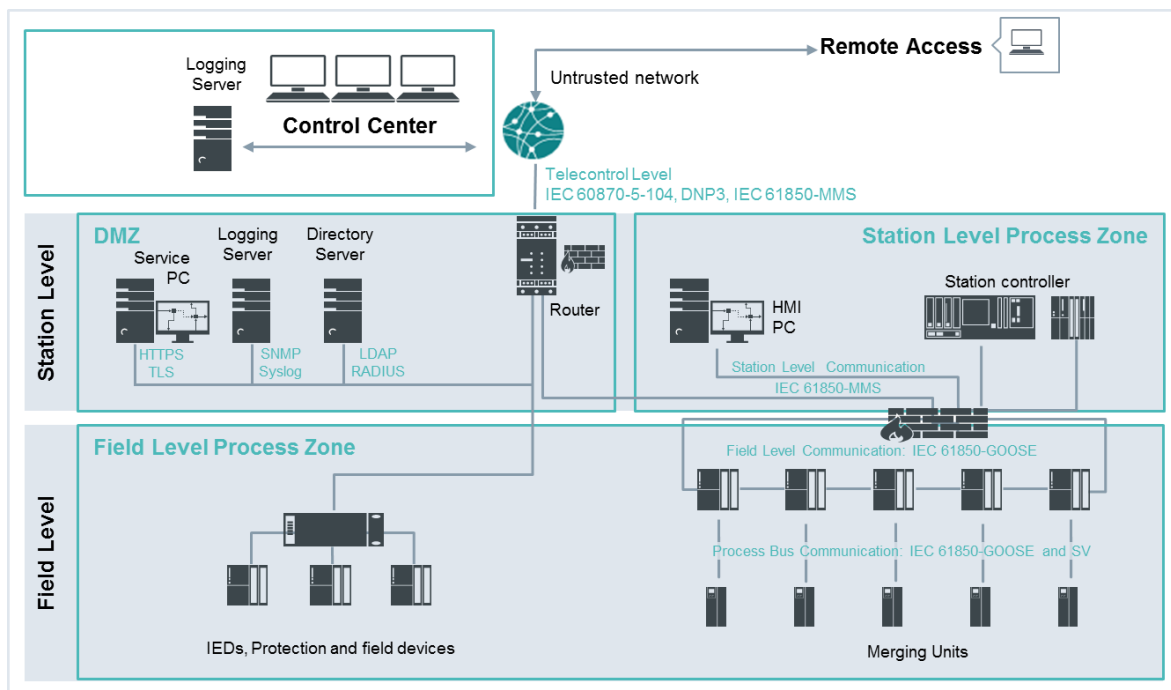 Logging
Server
Control Center
Untrusted network
Remote Access
Telecontrol Level
IEC 60870-5-104, DNP3, IEC 61850-MMS
Station Level
DMZ
Service
PC
Logging
Server
Directory
Server
Router
HTTPS
TLS
SNMP
Syslog
LDAP
RADIUS
Station Level Process Zone
HMI
PC
Station controller
Station Level Communication
IEC 61850-MMS
Field Level
Field Level Process Zone
Field Level Communication: IEC 61850-GOOSE
Process Bus Communication: IEC 61850-GOOSE and SV
IEDs, Protection and field devices
Merging Units